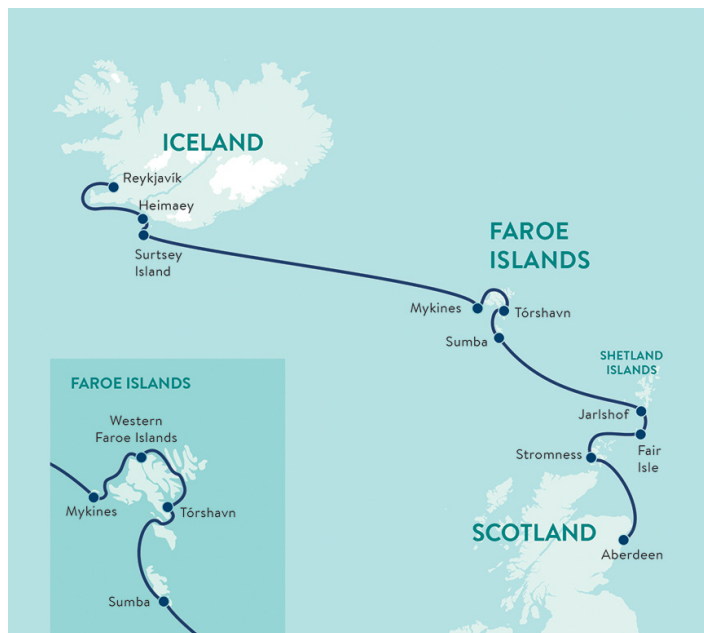 ICELAND
Reykjavík
Heimaey
Surtsey
Island
FAROE
ISLANDS
Mykines
Tórshavn
Sumba
SHETLAND
ISLANDS
Jarlshof
Fair
Isle
Stromness
SCOTLAND
Aberdeen
FAROE ISLANDS
Western
Faroe Islands
Mykines
Tórshavn
Sumba